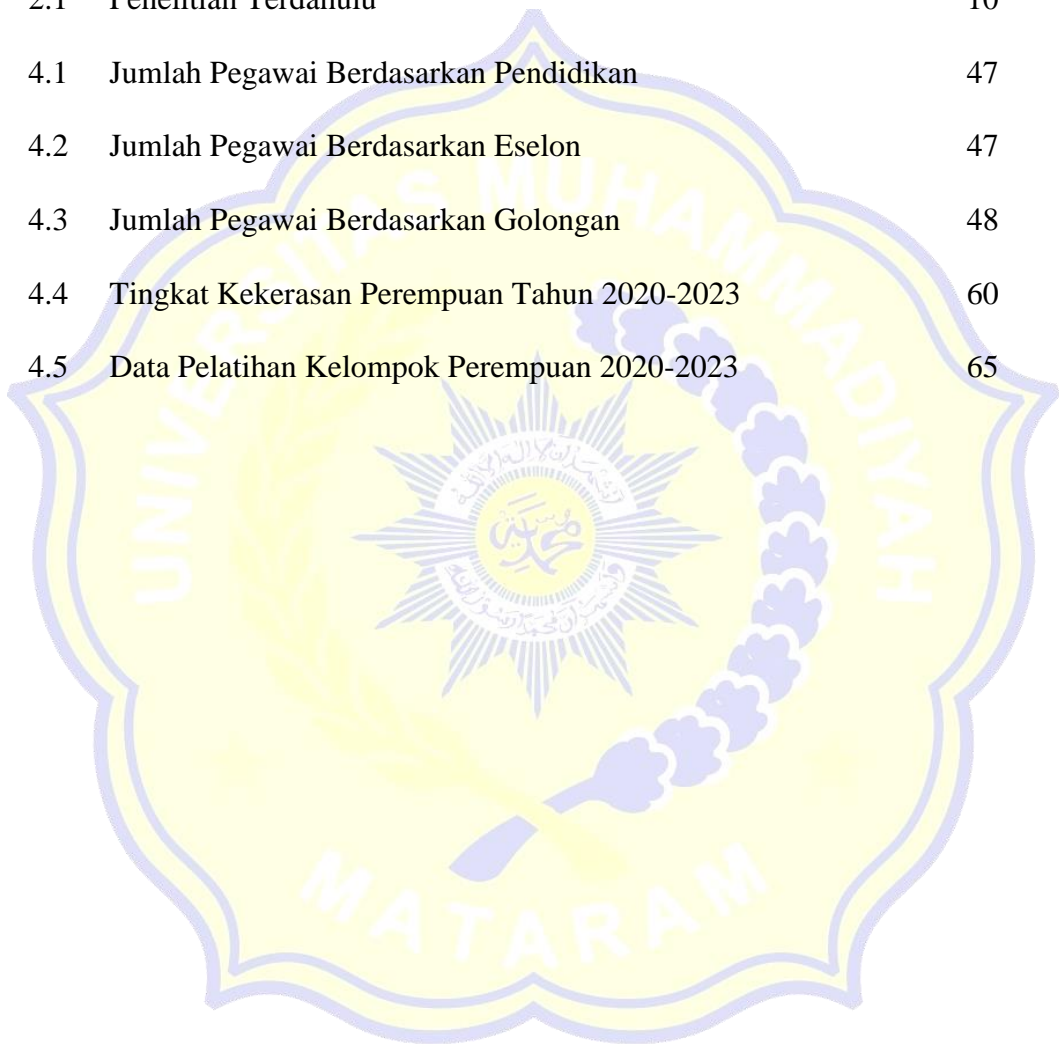 2.1 Penelitian Terdahulu 10
4.1 Jumlah Pegawai Berdasarkan Pendidikan 47
4.2 Jumlah Pegawai Berdasarkan Eselon 47
4.3 Jumlah Pegawai Berdasarkan Golongan 48
4.4 Tingkat Kekerasan Perempuan Tahun 2020-2023 60
4.5 Data Pelatihan Kelompok Perempuan 2020-2023 65
UNIVERSITAS MUHAMMADIYAH
MATARAM